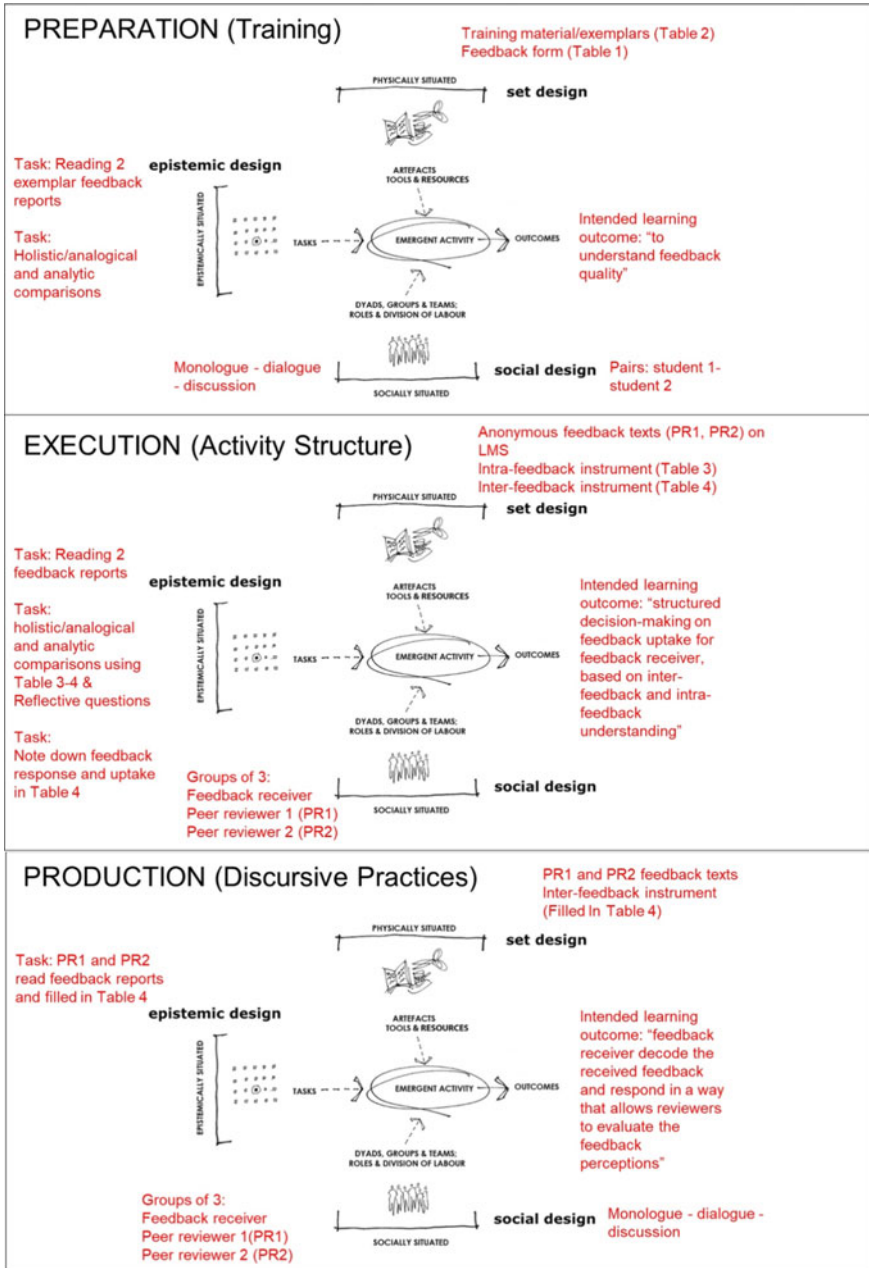 PREPARATION (Training)
Training material/exemplars (Table 2)
Feedback form (Table 1)
PHYSICALLY SITUATED
set design
Task: Reading 2
exemplar feedback
reports
Task:
Holistic/analogical
and analytic
comparisons
epistemic design
EPISTEMICALLY SITUATED
ARTEFACTS
TOOLS & RESOURCES
TASKS
EMERGENT ACTIVITY
OUTCOMES
Intended learning
outcome: “to
understand feedback
quality”
DYADS, GROUPS & TEAMS;
ROLES & DIVISION OF LABOUR
Monologue - dialogue
- discussion
SOCIALLY SITUATED
social design
Pairs: student 1-
student 2
EXECUTION (Activity Structure)
Anonymous feedback texts (PR1, PR2) on
LMS
Intra-feedback instrument (Table 3)
Inter-feedback instrument (Table 4)
PHYSICALLY SITUATED
set design
Task: Reading 2
feedback reports
Task:
holistic/analogical
and analytic
comparisons using
Table 3-4 &
Reflective questions
Task:
Note down feedback
response and uptake
in Table 4
epistemic design
EPISTEMICALLY SITUATED
ARTEFACTS
TOOLS & RESOURCES
TASKS
EMERGENT ACTIVITY
OUTCOMES
Intended learning
outcome: “structured
decision-making on
feedback uptake for
feedback receiver,
based on inter-
feedback and intra-
feedback
understanding”
DYADS, GROUPS & TEAMS;
ROLES & DIVISION OF LABOUR
Groups of 3:
Feedback receiver
Peer reviewer 1 (PR1)
Peer reviewer 2 (PR2)
SOCIALLY SITUATED
social design
PRODUCTION (Discursive Practices)
PR1 and PR2 feedback texts
Inter-feedback instrument
(Filled In Table 4)
PHYSICALLY SITUATED
set design
Task: PR1 and PR2
read feedback reports
and filled in Table 4
epistemic design
EPISTEMICALLY SITUATED
ARTEFACTS
TOOLS & RESOURCES
TASKS
EMERGENT ACTIVITY
OUTCOMES
Intended learning
outcome: “feedback
receiver decode the
received feedback
and respond in a way
that allows reviewers
to evaluate the
feedback
perceptions”
DYADS, GROUPS & TEAMS;
ROLES & DIVISION OF LABOUR
Groups of 3:
Feedback receiver
Peer reviewer 1(PR1)
Peer reviewer 2 (PR2)
SOCIALLY SITUATED
social design
Monologue - dialogue -
discussion